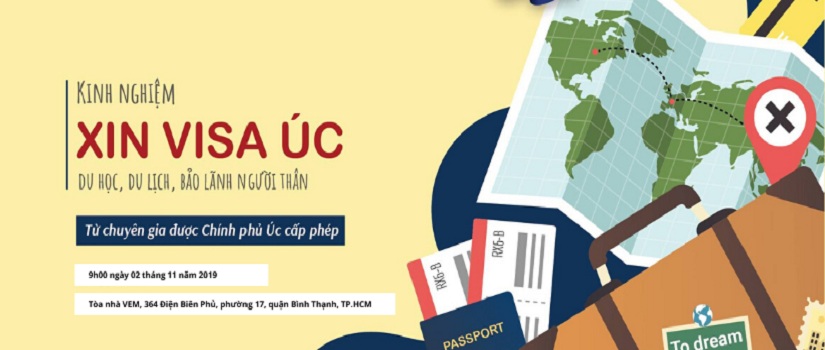 KINH NGHIỆM
XIN VISA ÚC
DU HỌC, DU LỊCH, BẢO LÃNH NGƯỜI THÂN
Từ chuyên gia được Chính phủ Úc cấp phép
9h00 ngày 02 tháng 11 năm 2019
Tòa nhà VEM, 364 Điện Biên Phủ, phường 17, quận Bình Thạnh, TP.HCM
RX6-B
RX6-B
PASSPORT
To dream